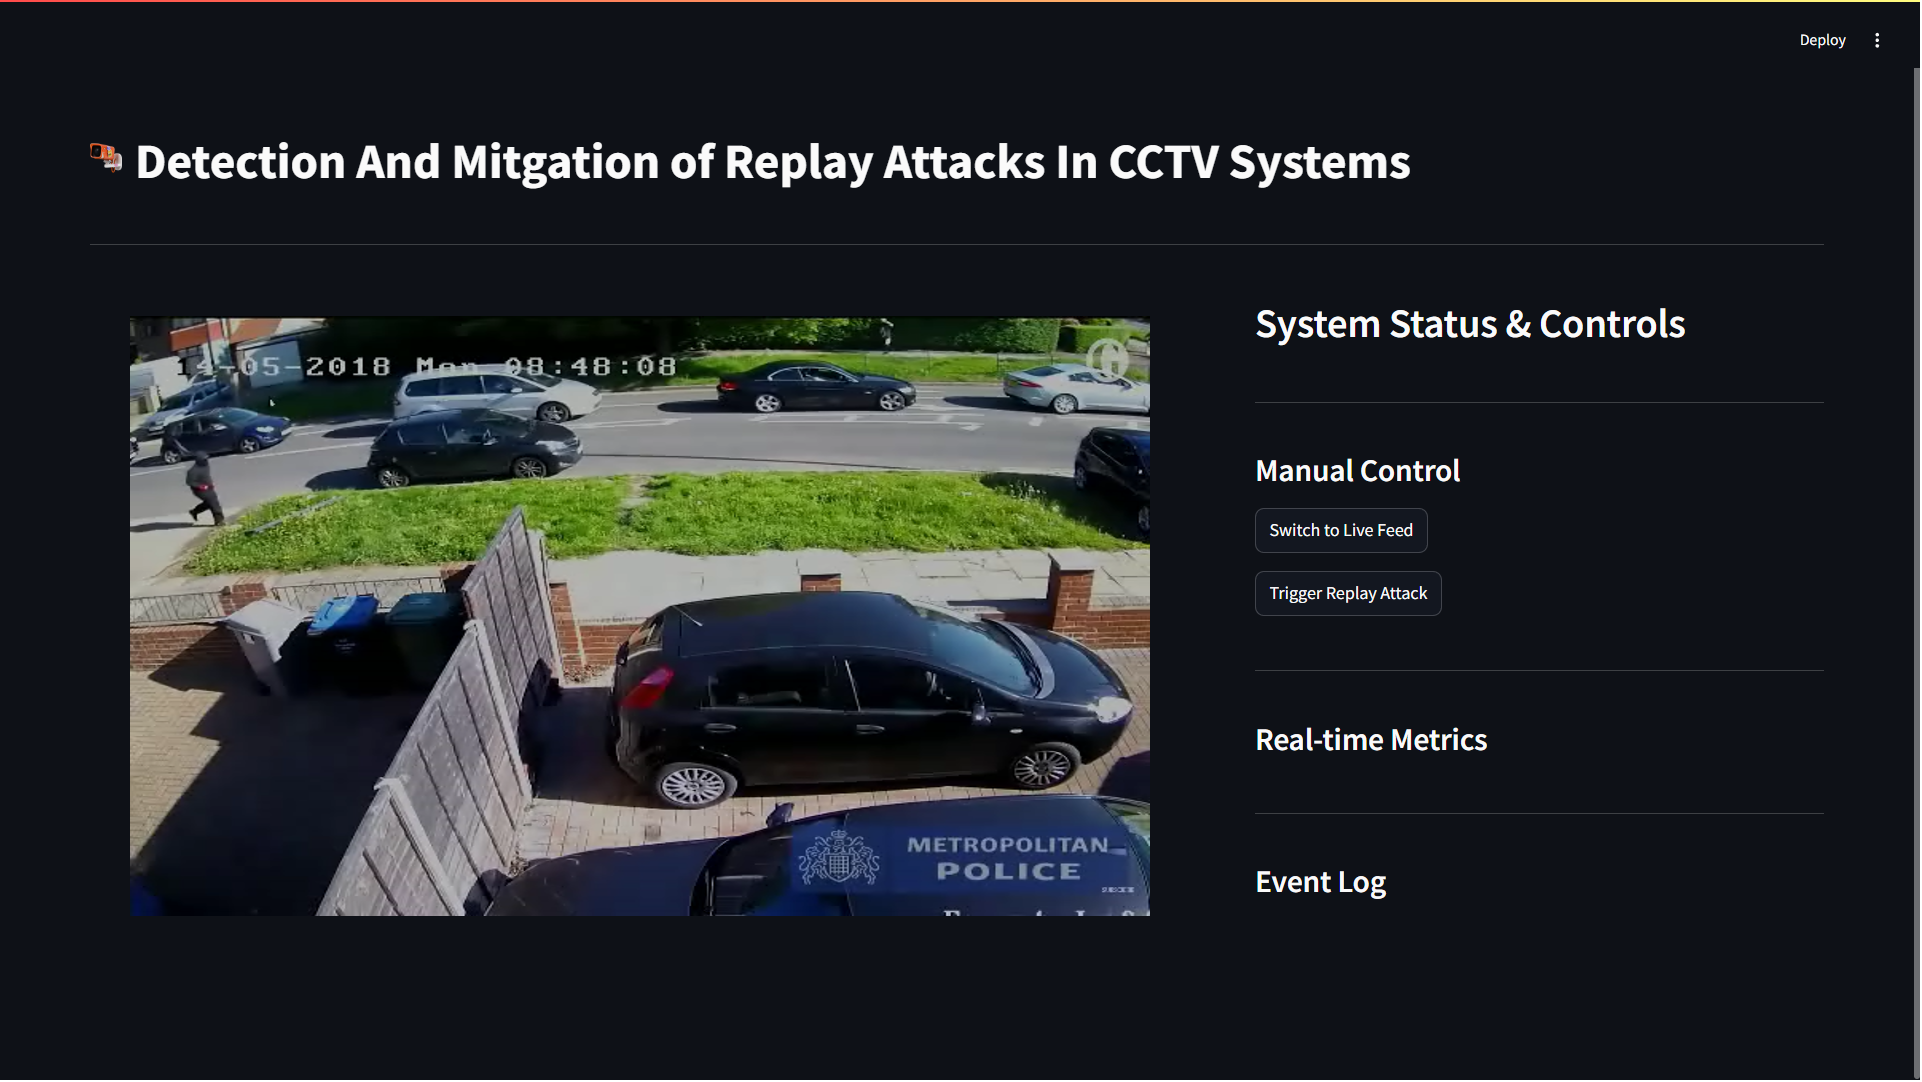 Deploy
Detection And Mitgation of Replay Attacks In CCTV Systems
14-05-2018 Mon 08:48:08
METROPOLITAN
POLICE
System Status & Controls
Manual Control
Switch to Live Feed
Trigger Replay Attack
Real-time Metrics
Event Log